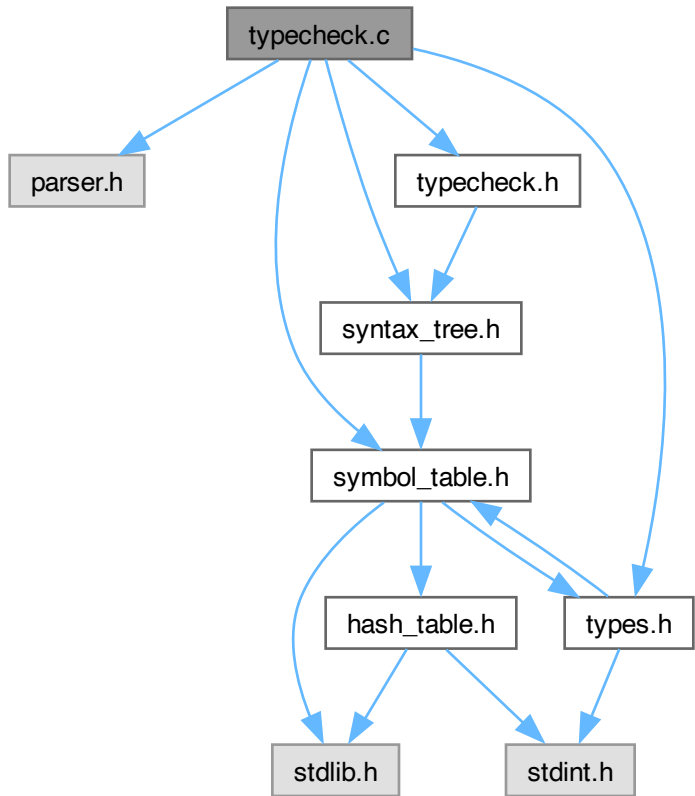 typecheck.c
parser.h
typecheck.h
syntax_tree.h
symbol_table.h
hash_table.h
types.h
stdlib.h
stdint.h